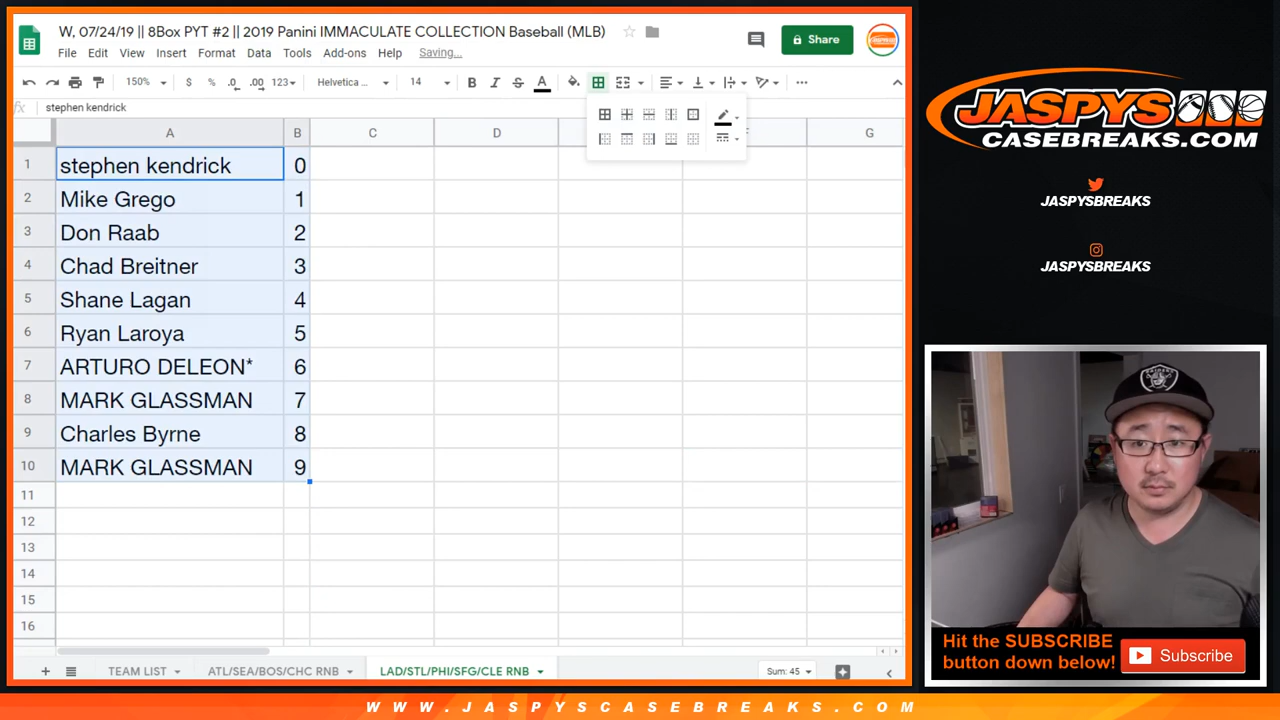 W, 07/24/19 || 8Box PYT #2 || 2019 Panini IMMACULATE COLLECTION Baseball (MLB)
File Edit View Insert Format Data Tools Add-ons Help Saving...
Share
150% $ % .0 .00 123 Helvetica ... 14 B I S A
fx stephen kendrick
A B C D F G
1 stephen kendrick 0
2 Mike Grego 1
3 Don Raab 2
4 Chad Breitner 3
5 Shane Lagan 4
6 Ryan Laroya 5
7 ARTURO DELEON* 6
8 MARK GLASSMAN 7
9 Charles Byrne 8
10 MARK GLASSMAN 9
11
12
13
14
15
16
TEAM LIST ATL/SEA/BOS/CHC RNB LAD/STL/PHI/SFG/CLE RNB Sum: 45
JASPYS
CASEBREAKS.COM
JASPYSBREAKS
JASPYSBREAKS
RAIDERS
Hit the SUBSCRIBE
button down below!
Subscribe
WWW.JASPYSCASEBREAKS.COM